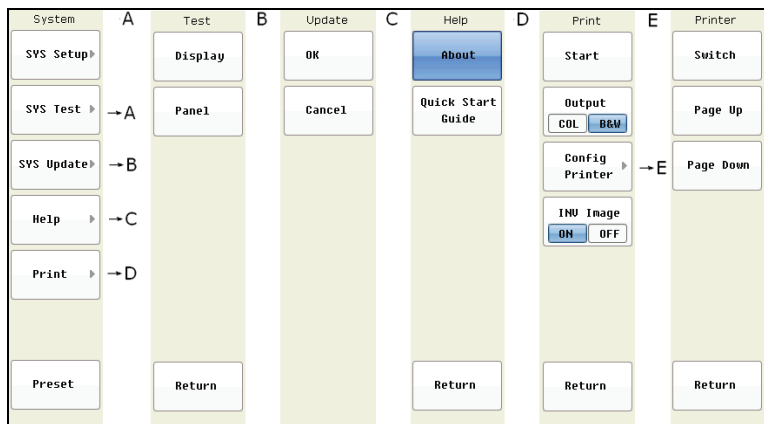 System
SYS Setup
SYS Test
→A
SYS Update
→B
Help
→C
Print
→D
Preset
A
Test
Display
Panel
Return
B
Update
OK
Cancel
C
Help
About
Quick Start
Guide
Return
D
Print
Start
Output
COL B&W
Config
Printer
→E
INV Image
ON OFF
Return
E
Printer
Switch
Page Up
Page Down
Return